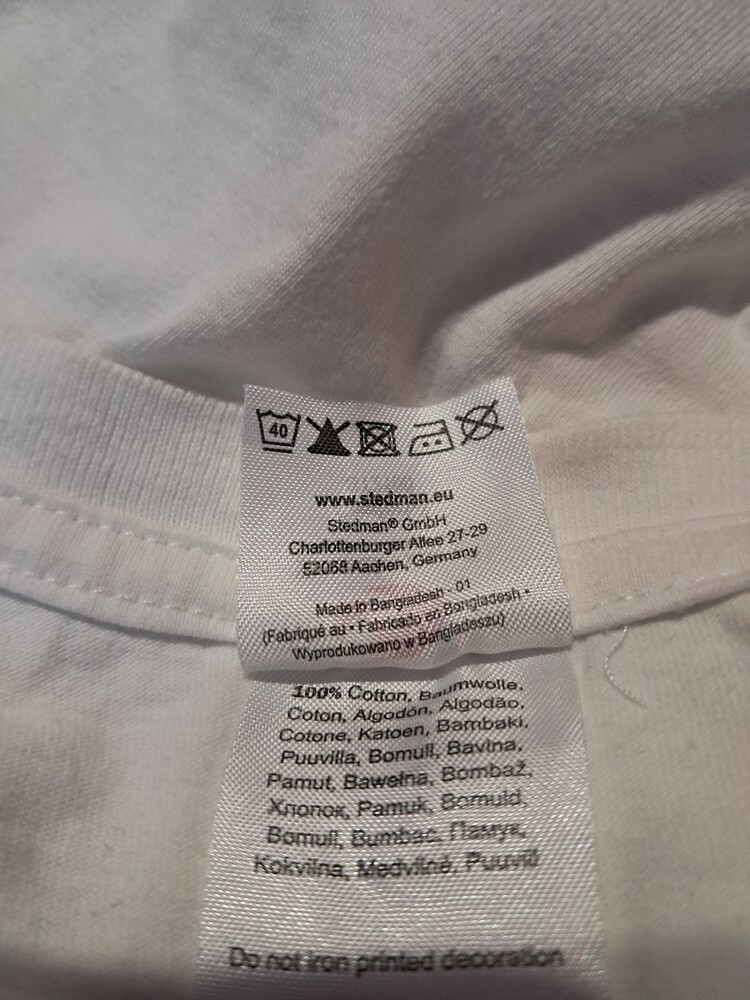 40
www.stedman.eu
Stedman® GmbH
Charlottenburger Allee 27-29
52068 Aachen, Germany
Made in Bangladesh - 01
(Fabriqué au • Fabricado en Bangladesh •
Wyprodukowano w Bangladeszu)
100% Cotton, Baumwolle,
Coton, Algodón, Algodão,
Cotone, Katoen, Bambaki,
Puuvilla, Bomull, Bavlna,
Pamut, Bawełna, Bombaž,
Хлопок, Pamuk, Bomuld,
Bomull, Bumbac, Памук,
Kokvilna, Medvilnė, Puuvill
Do not iron printed decoration